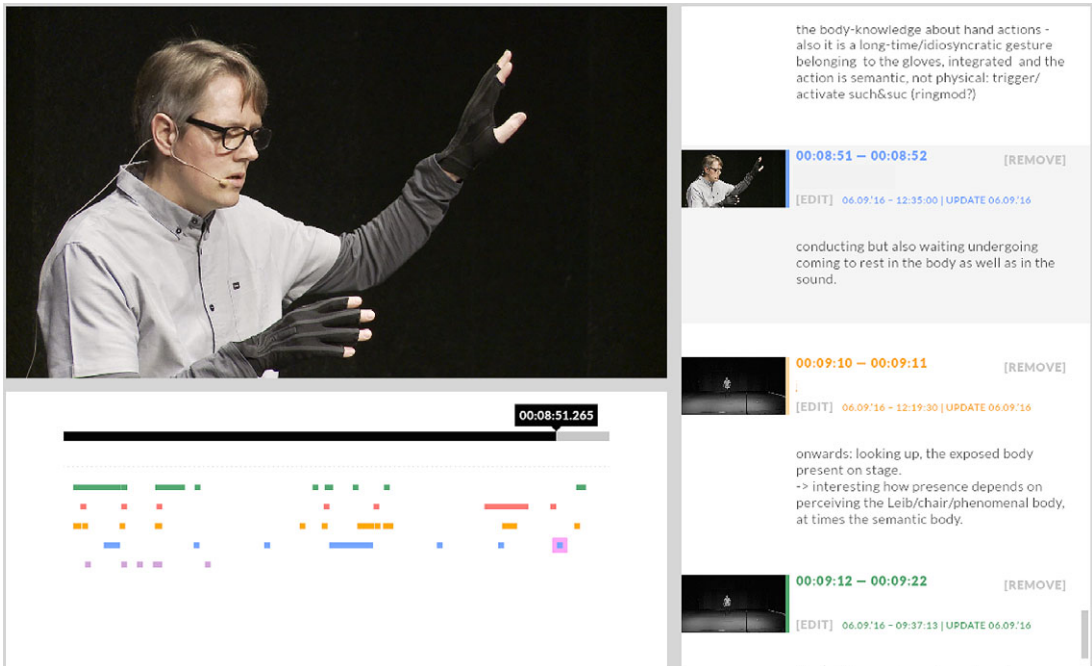 00:08:51.265
the body-knowledge about hand actions -
also it is a long-time/idiosyncratic gesture
belonging to the gloves, integrated and the
action is semantic, not physical: trigger/
activate such&suc (ringmod?)
00:08:51 — 00:08:52
[REMOVE]
[EDIT] 06.09.'16 – 12:35:00 | UPDATE 06.09.'16
conducting but also waiting undergoing
coming to rest in the body as well as in the
sound.
00:09:10 — 00:09:11
[REMOVE]
[EDIT] 06.09.'16 – 12:19:30 | UPDATE 06.09.'16
onwards: looking up, the exposed body
present on stage.
-> interesting how presence depends on
perceiving the Leib/chair/phenomenal body,
at times the semantic body.
00:09:12 — 00:09:22
[REMOVE]
[EDIT] 06.09.'16 – 09:37:13 | UPDATE 06.09.'16